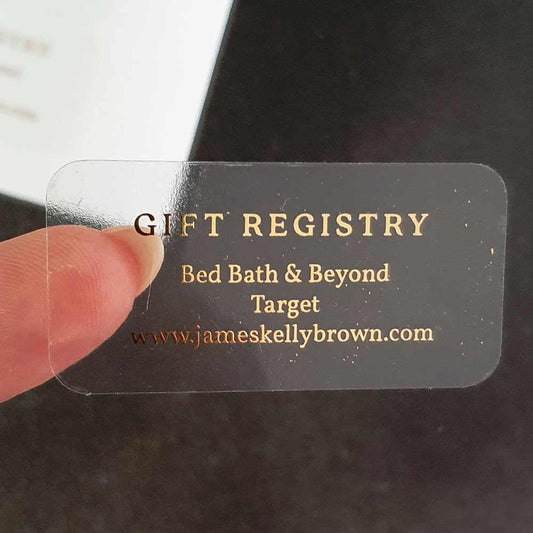 GIFT REGISTRY
Bed Bath & Beyond
Target
www.jameskellybrown.com